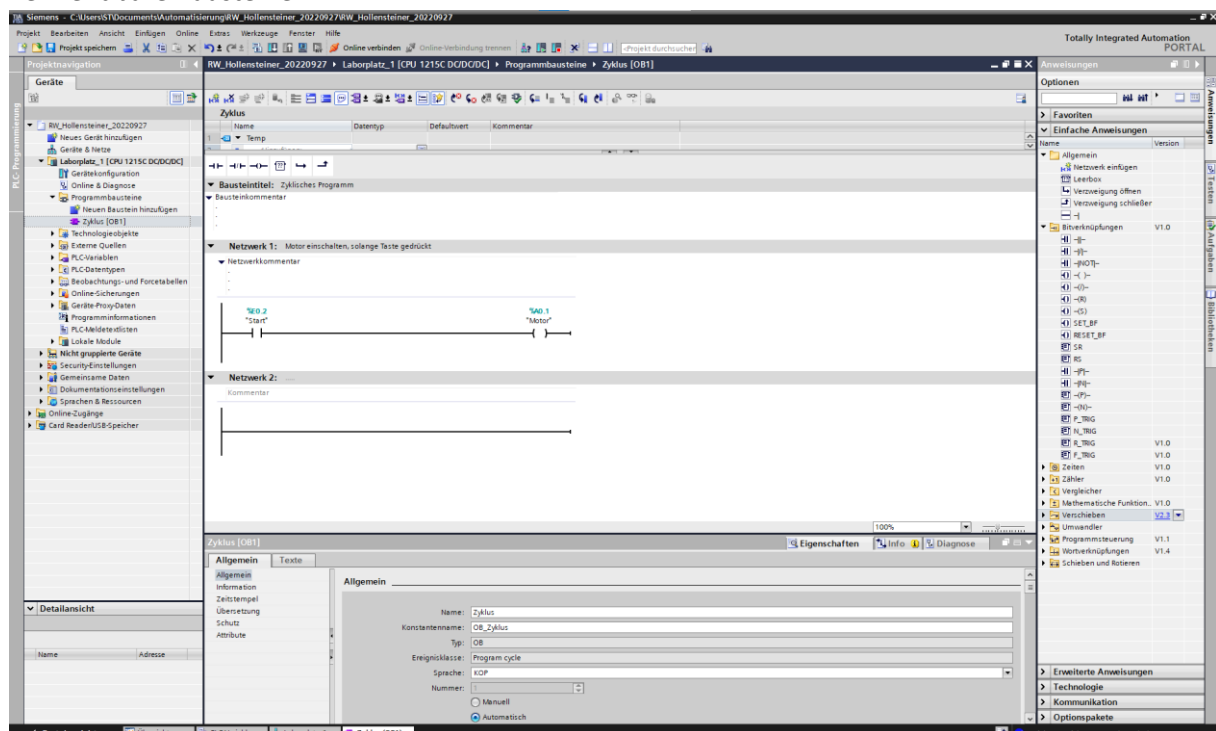 Siemens - C:\Users\ST\Documents\Automatisierung\RW_Hollensteiner_20220927\RW_Hollensteiner_20220927
Projekt Bearbeiten Ansicht Einfügen Online Extras Werkzeuge Fenster Hilfe
Totally Integrated Automation
PORTAL
Projekt speichern Online verbinden Online-Verbindung trennen <Projekt durchsuchen
Projektnavigation
Geräte
PLC-Programmierung
RW_Hollensteiner_20220927
Neues Gerät hinzufügen
Geräte & Netze
Laborplatz_1 [CPU 1215C DC/DC/DC]
Gerätekonfiguration
Online & Diagnose
Programmbausteine
Neuen Baustein hinzufügen
Zyklus [OB1]
Technologieobjekte
Externe Quellen
PLC-Variablen
PLC-Datentypen
Beobachtungs- und Forcetabellen
Online-Sicherungen
Geräte-Proxy-Daten
Programminformationen
PLC-Meldetextlisten
Lokale Module
Nicht gruppierte Geräte
Security-Einstellungen
Gemeinsame Daten
Dokumentationseinstellungen
Sprachen & Ressourcen
Online-Zugänge
Card Reader/USB-Speicher
Detailansicht
Name Adresse
RW_Hollensteiner_20220927 Laborplatz_1 [CPU 1215C DC/DC/DC] Programmbausteine Zyklus [OB1]
Zyklus
Name Datentyp Defaultwert Kommentar
1 Temp
Bausteintitel: Zyklisches Programm
Bausteinkommentar
Netzwerk 1: Motor einschalten, solange Taste gedrückt
Netzwerkkommentar
%E0.2 %A0.1
"Start" "Motor"
Netzwerk 2: .....
Kommentar
100%
Zyklus [OB1]
Eigenschaften Info Diagnose
Allgemein Texte
Allgemein
Information
Zeitstempel
Übersetzung
Schutz
Attribute
Allgemein
Name: Zyklus
Konstantenname: OB_Zyklus
Typ: OB
Ereignisklasse: Program cycle
Sprache: KOP
Nummer: 1
Manuell
Automatisch
Anweisungen
Optionen
Favoriten
Einfache Anweisungen
Name Version
Allgemein
Netzwerk einfügen
Leerbox
Verzweigung öffnen
Verzweigung schließen
Bitverknüpfungen V1.0
-| |-
-|/|-
-|NOT|-
-( )-
-(/)-
-(R)
-(S)
SET_BF
RESET_BF
SR
RS
-|P|-
-|N|-
-(P)-
-(N)-
P_TRIG
N_TRIG
R_TRIG V1.0
F_TRIG V1.0
Zeiten V1.0
Zähler V1.0
Vergleicher
Mathematische Funktion.. V1.0
Verschieben V2.3
Umwandler
Programmsteuerung V1.1
Wortverknüpfungen V1.4
Schieben und Rotieren
Erweiterte Anweisungen
Technologie
Kommunikation
Optionspakete
Anweisungen
Testen
Aufgaben
Bibliotheken